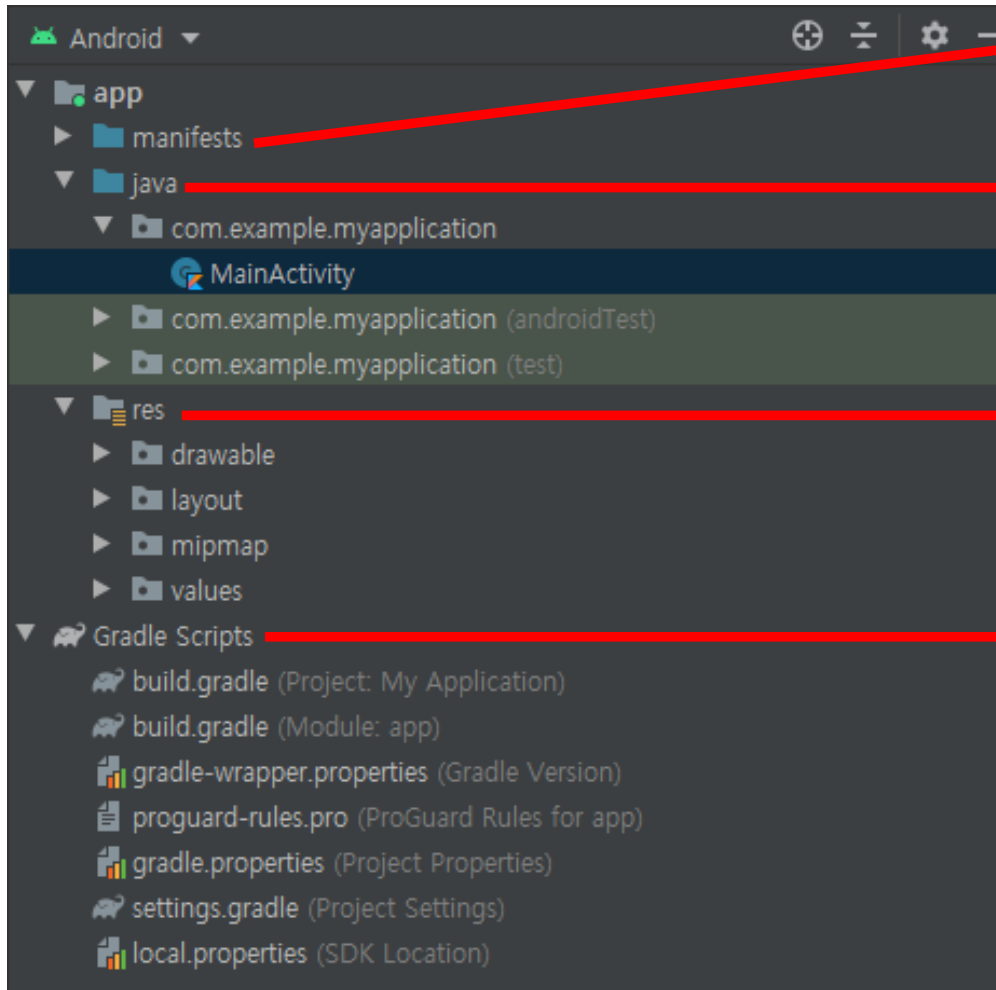 Android
app
manifests
java
com.example.myapplication
MainActivity
com.example.myapplication (androidTest)
com.example.myapplication (test)
res
drawable
layout
mipmap
values
Gradle Scripts
build.gradle (Project: My Application)
build.gradle (Module: app)
gradle-wrapper.properties (Gradle Version)
proguard-rules.pro (ProGuard Rules for app)
gradle.properties (Project Properties)
settings.gradle (Project Settings)
local.properties (SDK Location)